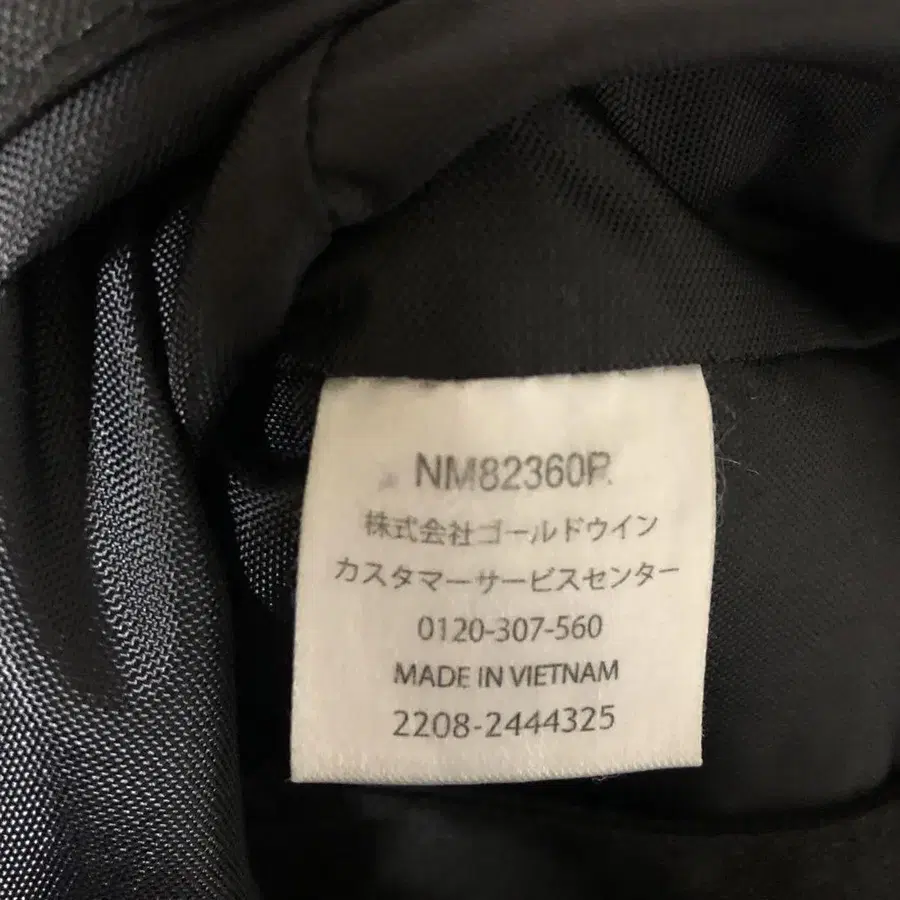 NM82360R
株式会社ゴールドウイン
カスタマーサービスセンター
0120-307-560
MADE IN VIETNAM
2208-2444325